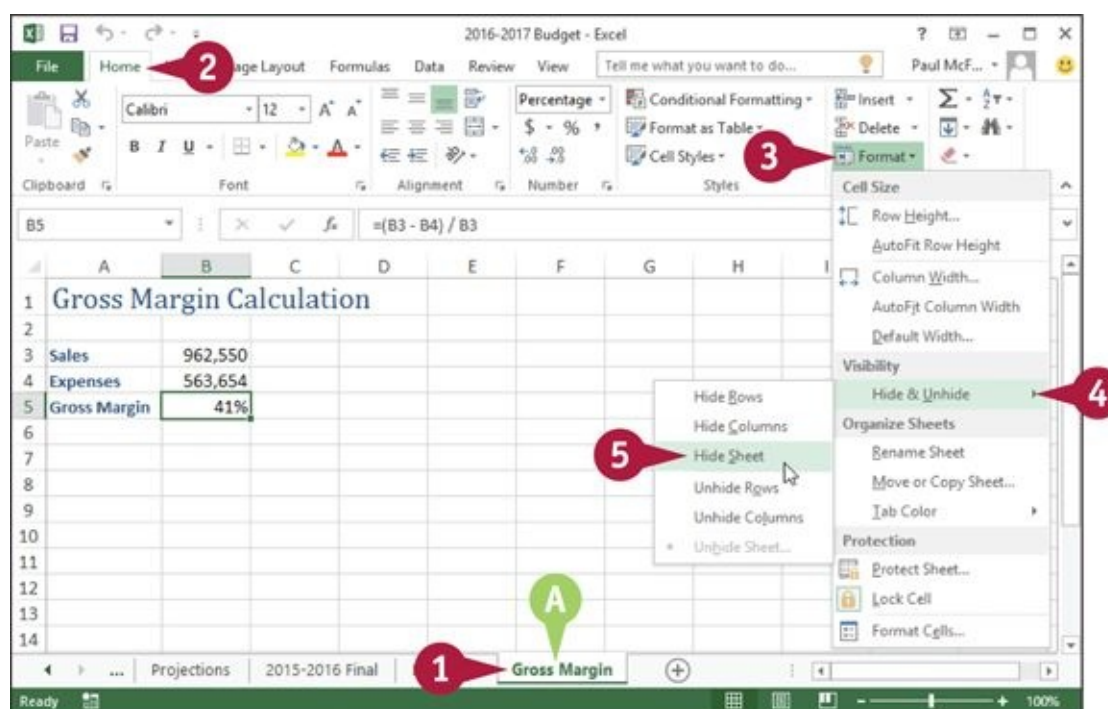 2016-2017 Budget - Excel
File Home 2 age Layout Formulas Data Review View Tell me what you want to do... Paul McF...
Calibri 12 A A Percentage Conditional Formatting Insert
Paste B I U A $ % , Format as Table Delete
Cell Styles 3 Format
Clipboard Font Alignment Number Styles Cell Size
Row Height...
B5 fx =(B3 - B4) / B3
AutoFit Row Height
A B C D E F G H I
Column Width...
1 Gross Margin Calculation
AutoFit Column Width
2
Default Width...
3 Sales 962,550
Visibility
4 Expenses 563,654
Hide Rows Hide & Unhide 4
5 Gross Margin 41%
Hide Columns Organize Sheets
6
5 Hide Sheet Rename Sheet
7
Unhide Rows Move or Copy Sheet...
8
Unhide Columns Tab Color
9
Unhide Sheet... Protection
10
Protect Sheet...
11
Lock Cell
12
Format Cells...
13
14
A
... Projections 2015-2016 Final 1 Gross Margin
Ready 100%